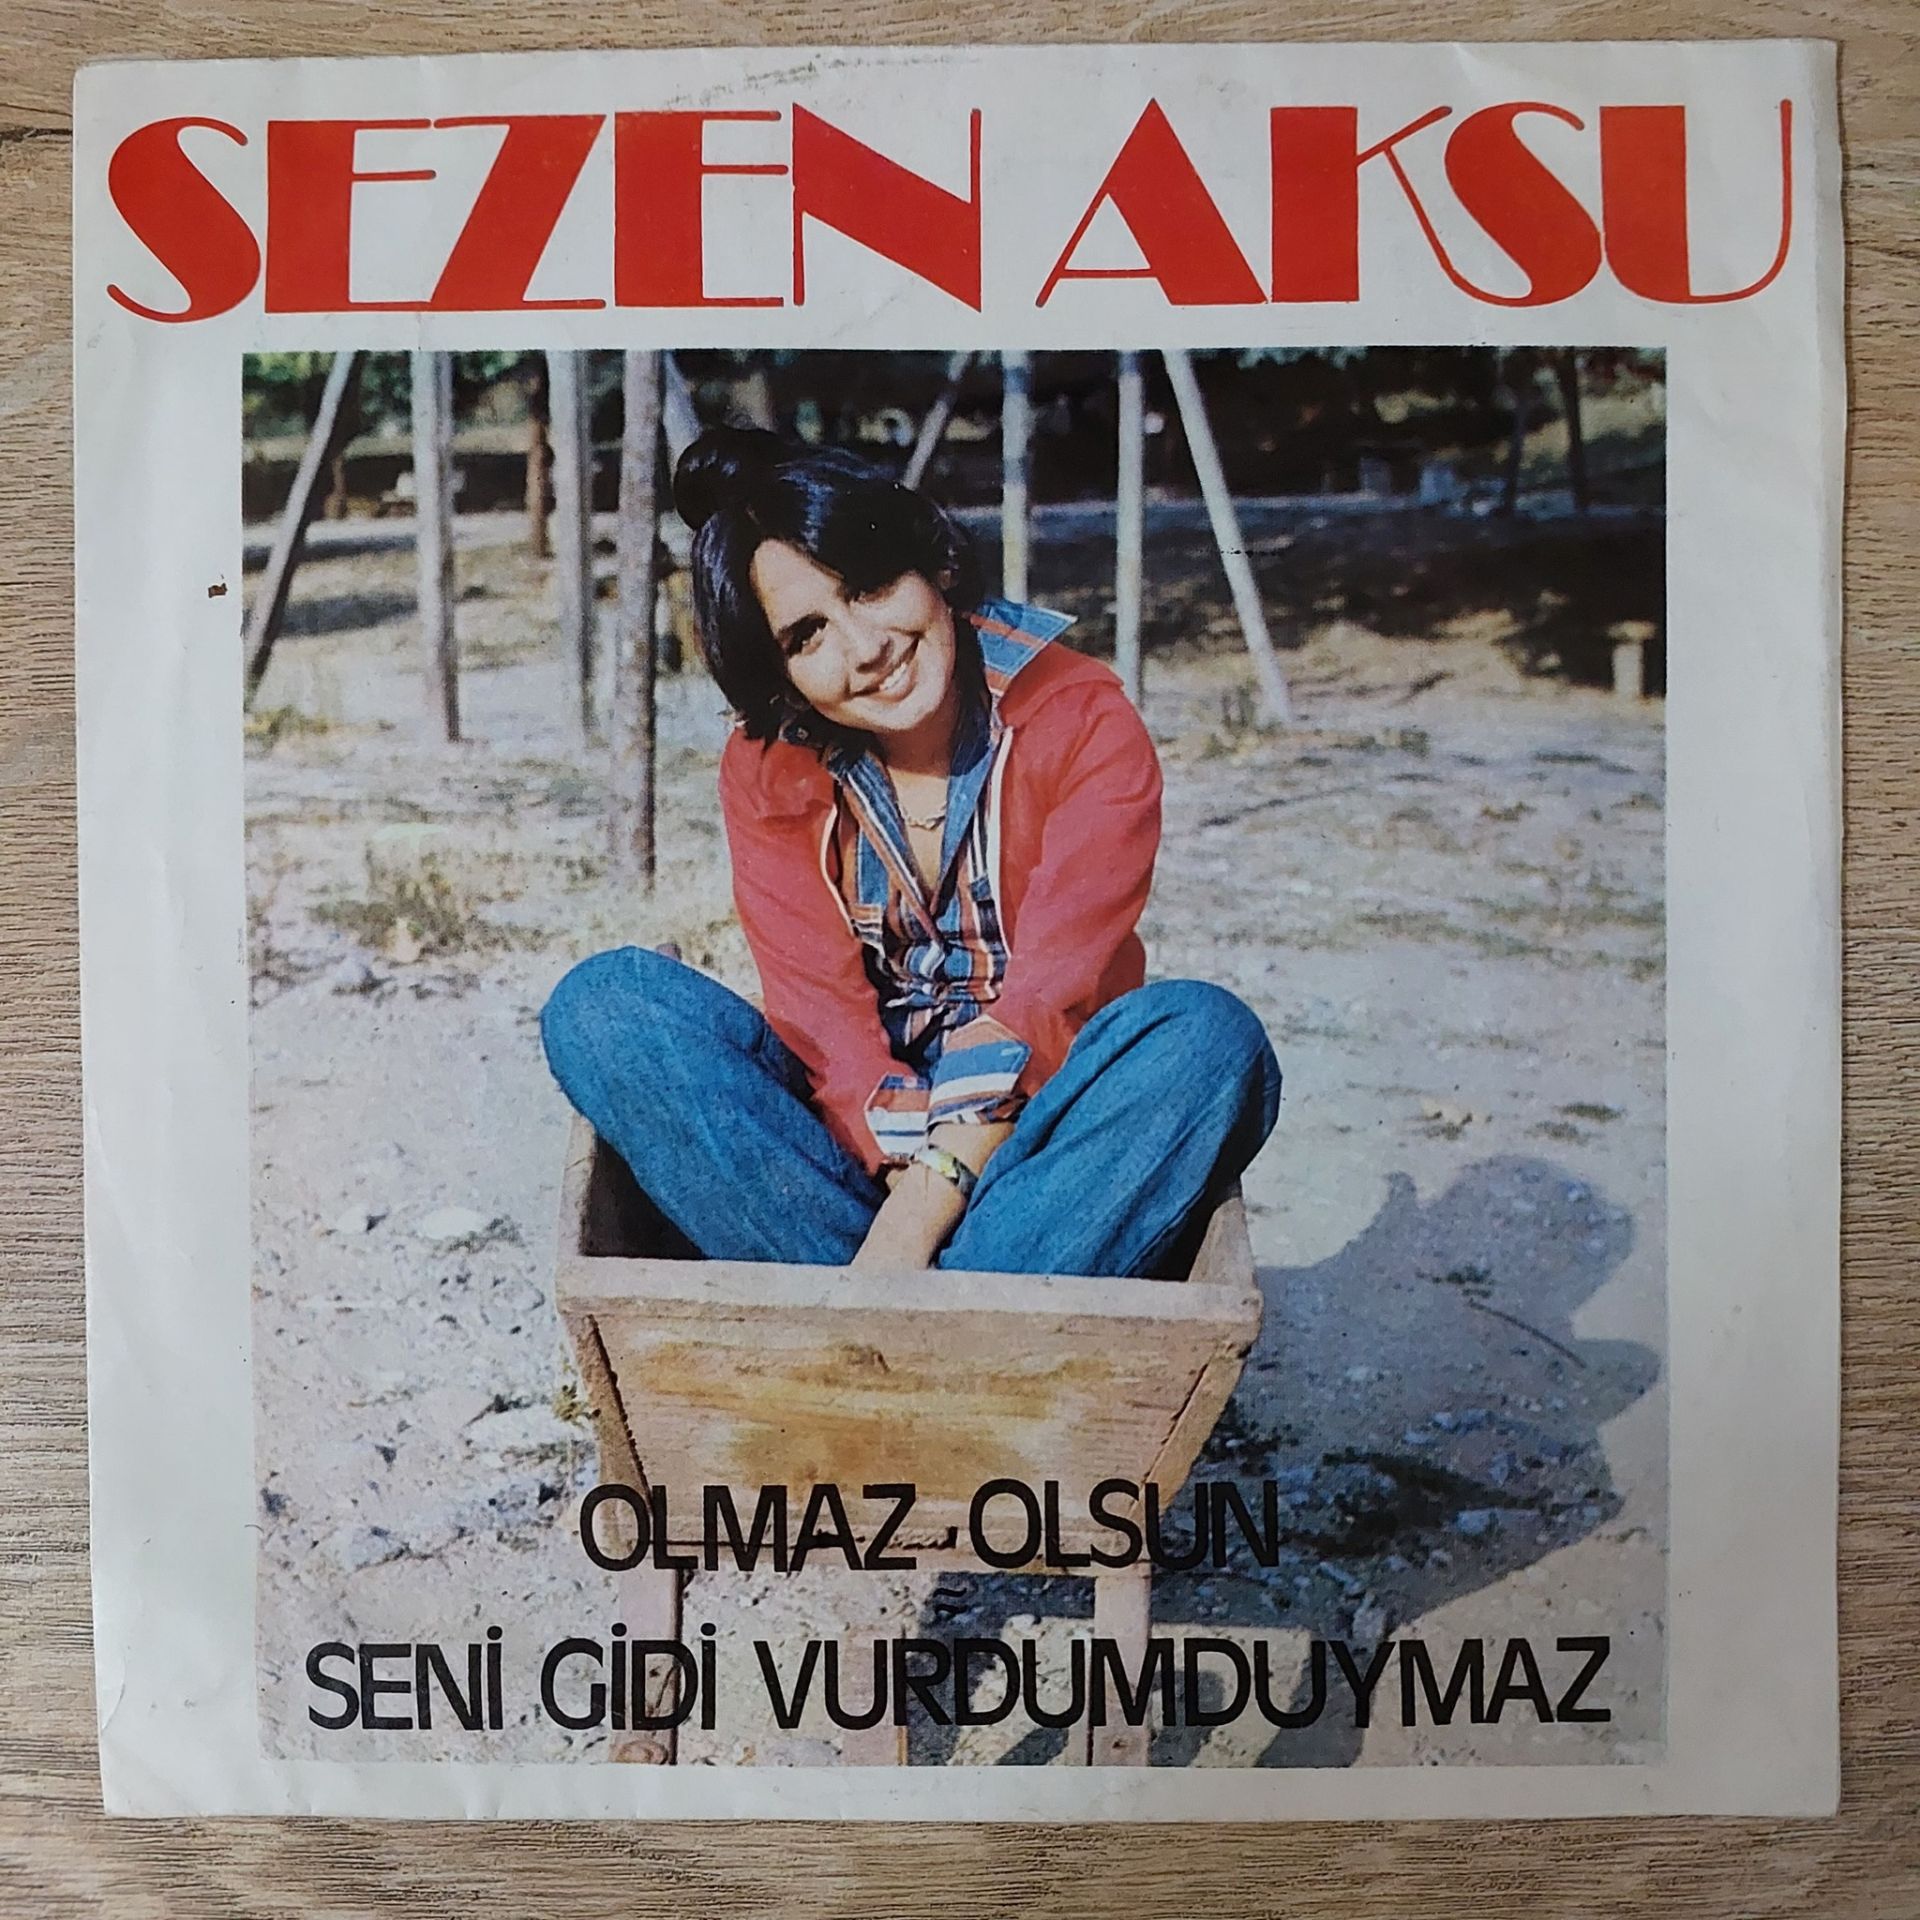 SEZEN AKSU
OLMAZ OLSUN
SENİ GİDİ VURDUMDUYMAZ